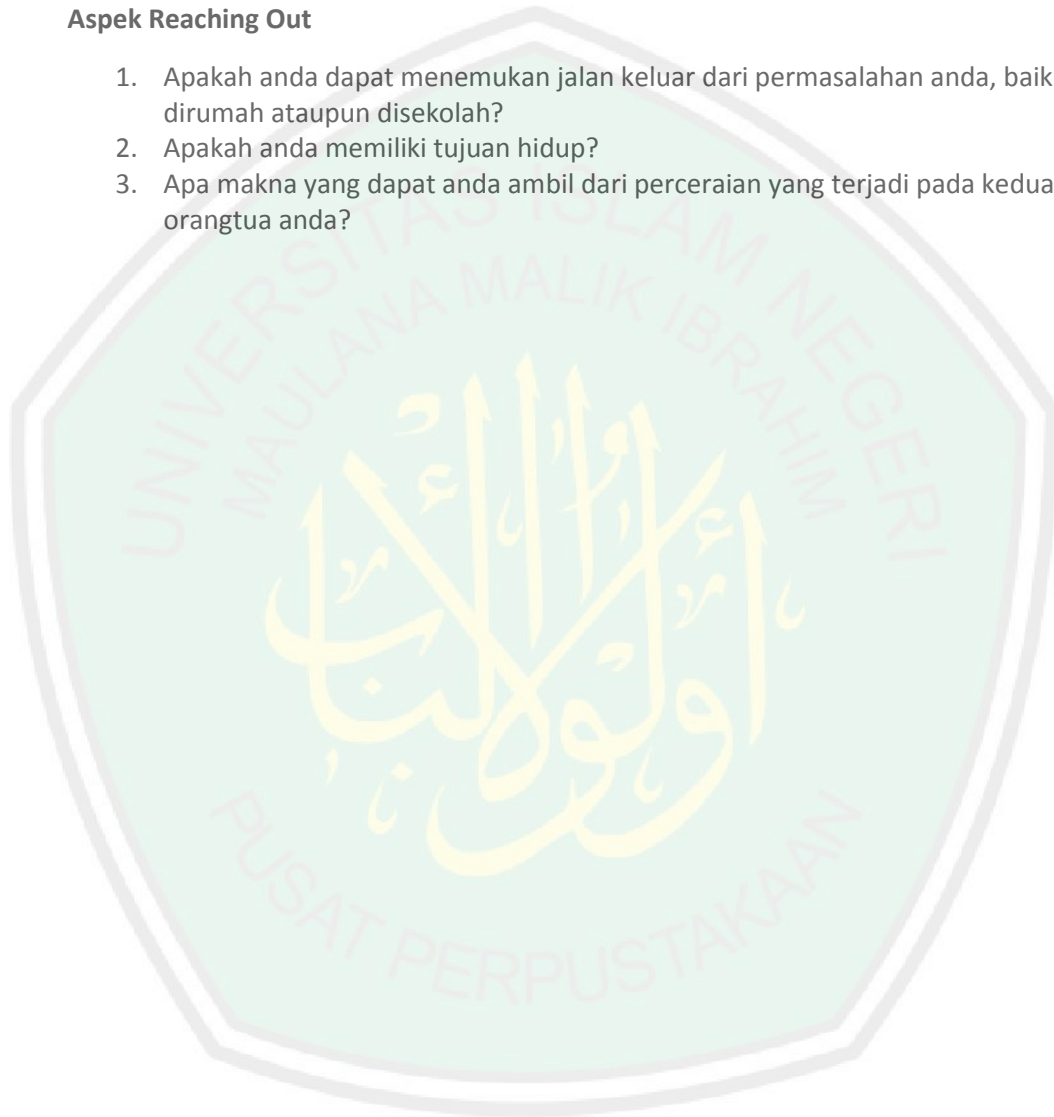 Aspek Reaching Out
1. Apakah anda dapat menemukan jalan keluar dari permasalahan anda, baik
dirumah ataupun disekolah?
2. Apakah anda memiliki tujuan hidup?
3. Apa makna yang dapat anda ambil dari perceraian yang terjadi pada kedua
orangtua anda?
UNIVERSITAS ISLAM NEGERI
MAULANA MALIK IBRAHIM
أولوا الألباب
PUSAT PERPUSTAKAAN